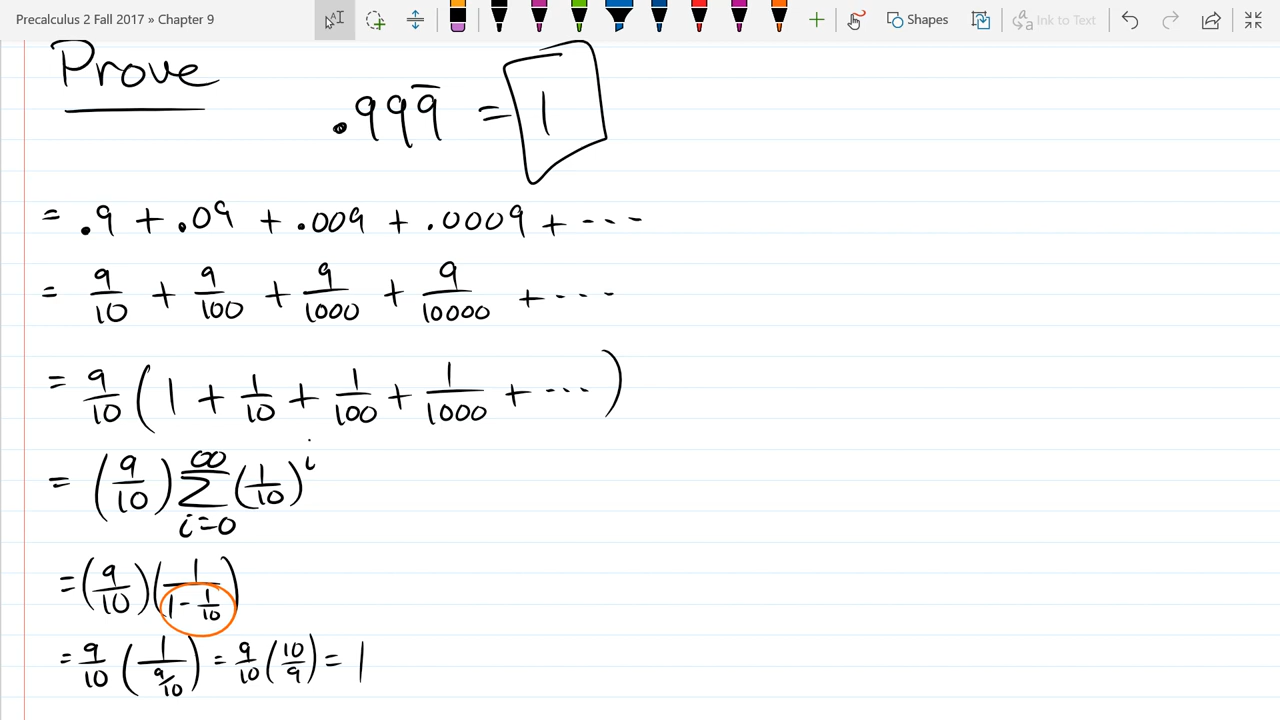 Precalculus 2 Fall 2017 » Chapter 9
Shapes
Ink to Text
Prove
.999̅ = 1
= .9 + .09 + .009 + .0009 + ---
= 9/10 + 9/100 + 9/1000 + 9/10000 + ---
= 9/10 (1 + 1/10 + 1/100 + 1/1000 + ...)
= (9/10) ∞∑i=0 (1/10)^i
= (9/10)(1/(1 - 1/10))
= 9/10 (1/(9/10)) = 9/10 (10/9) = 1